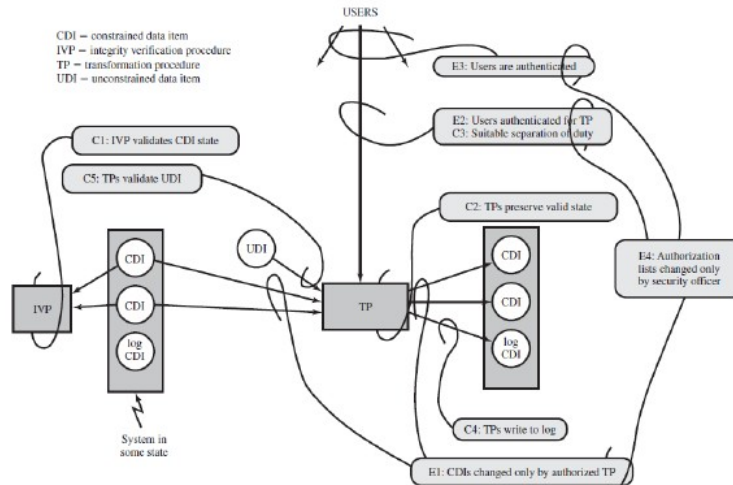 USERS
CDI – constrained data item
IVP – integrity verification procedure
TP – transformation procedure
UDI – unconstrained data item
E3: Users are authenticated
E2: Users authenticated for TP
C3: Suitable separation of duty
C1: IVP validates CDI state
C5: TPs validate UDI
C2: TPs preserve valid state
UDI
CDI
CDI
E4: Authorization
lists changed only
by security officer
IVP
CDI
TP
CDI
log
CDI
log
CDI
C4: TPs write to log
System in
some state
E1: CDIs changed only by authorized TP